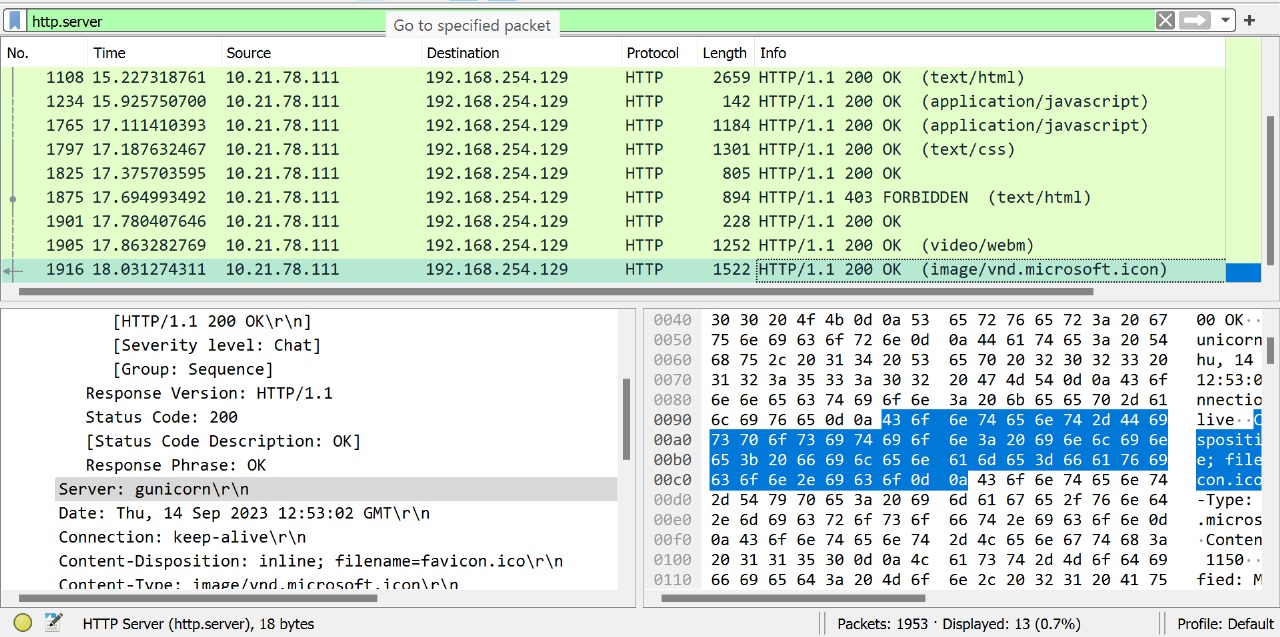 http.server
Go to specified packet
No. Time Source Destination Protocol Length Info
1108 15.227318761 10.21.78.111 192.168.254.129 HTTP 2659 HTTP/1.1 200 OK (text/html)
1234 15.925750700 10.21.78.111 192.168.254.129 HTTP 142 HTTP/1.1 200 OK (application/javascript)
1765 17.111410393 10.21.78.111 192.168.254.129 HTTP 1184 HTTP/1.1 200 OK (application/javascript)
1797 17.187632467 10.21.78.111 192.168.254.129 HTTP 1301 HTTP/1.1 200 OK (text/css)
1825 17.375703595 10.21.78.111 192.168.254.129 HTTP 805 HTTP/1.1 200 OK
1875 17.694993492 10.21.78.111 192.168.254.129 HTTP 894 HTTP/1.1 403 FORBIDDEN (text/html)
1901 17.780407646 10.21.78.111 192.168.254.129 HTTP 228 HTTP/1.1 200 OK
1905 17.863282769 10.21.78.111 192.168.254.129 HTTP 1252 HTTP/1.1 200 OK (video/webm)
1916 18.031274311 10.21.78.111 192.168.254.129 HTTP 1522 HTTP/1.1 200 OK (image/vnd.microsoft.icon)
[HTTP/1.1 200 OK\r\n]
[Severity level: Chat]
[Group: Sequence]
Response Version: HTTP/1.1
Status Code: 200
[Status Code Description: OK]
Response Phrase: OK
Server: gunicorn\r\n
Date: Thu, 14 Sep 2023 12:53:02 GMT\r\n
Connection: keep-alive\r\n
Content-Disposition: inline; filename=favicon.ico\r\n
Content-Type: image/vnd.microsoft.icon\r\n
0040 30 30 20 4f 4b 0d 0a 53 65 72 76 65 72 3a 20 67 00 OK··
0050 75 6e 69 63 6f 72 6e 0d 0a 44 61 74 65 3a 20 54 unicorn
0060 68 75 2c 20 31 34 20 53 65 70 20 32 30 32 33 20 hu, 14
0070 31 32 3a 35 33 3a 30 32 20 47 4d 54 0d 0a 43 6f 12:53:0
0080 6e 6e 65 63 74 69 6f 6e 3a 20 6b 65 65 70 2d 61 nnectio
0090 6c 69 76 65 0d 0a 43 6f 6e 74 65 6e 74 2d 44 69 live··C
00a0 73 70 6f 73 69 74 69 6f 6e 3a 20 69 6e 6c 69 6e spositi
00b0 65 3b 20 66 69 6c 65 6e 61 6d 65 3d 66 61 76 69 e; file
00c0 63 6f 6e 2e 69 63 6f 0d 0a 43 6f 6e 74 65 6e 74 con.ico
00d0 2d 54 79 70 65 3a 20 69 6d 61 67 65 2f 76 6e 64 -Type:
00e0 2e 6d 69 63 72 6f 73 6f 66 74 2e 69 63 6f 6e 0d .micros
00f0 0a 43 6f 6e 74 65 6e 74 2d 4c 65 6e 67 74 68 3a ·Conten
0100 20 31 31 35 30 0d 0a 4c 61 73 74 2d 4d 6f 64 69 1150··
0110 66 69 65 64 3a 20 4d 6f 6e 2c 20 32 31 20 41 75 fied: M
HTTP Server (http.server), 18 bytes
Packets: 1953 · Displayed: 13 (0.7%)
Profile: Default